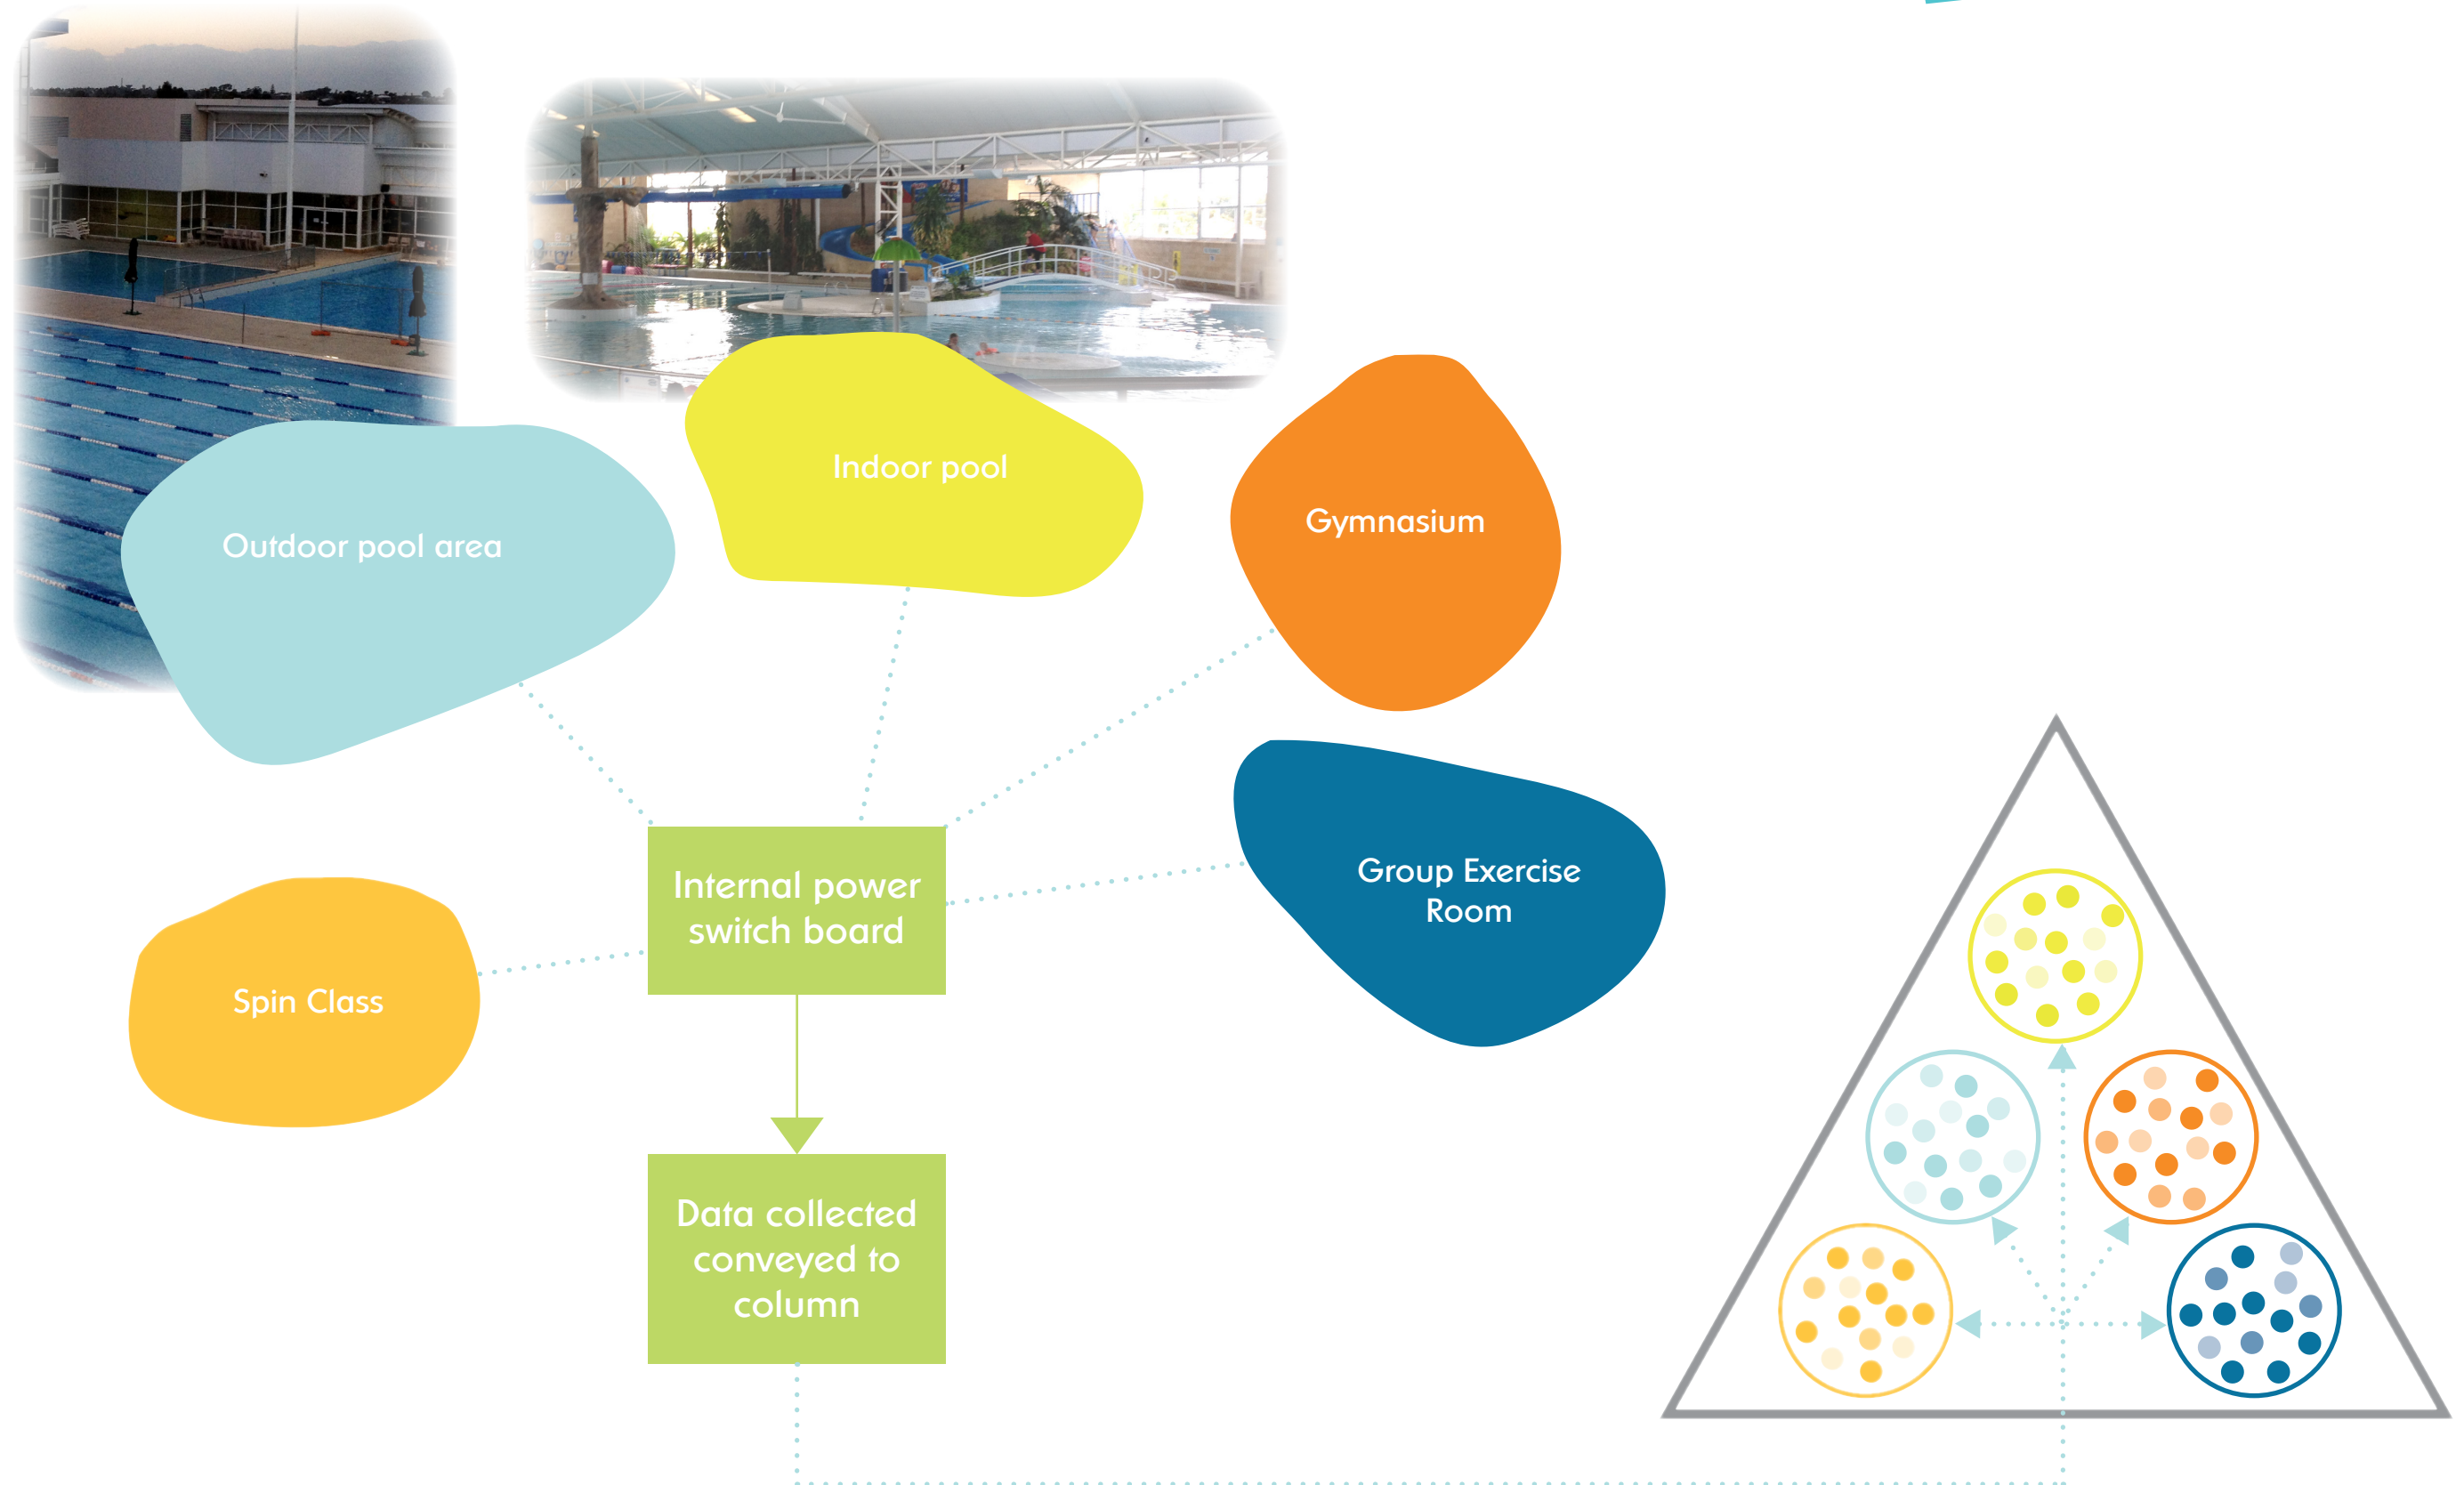 Indoor pool
Gymnasium
Outdoor pool area
Group Exercise
Room
Internal power
switch board
Spin Class
Data collected
conveyed to
column